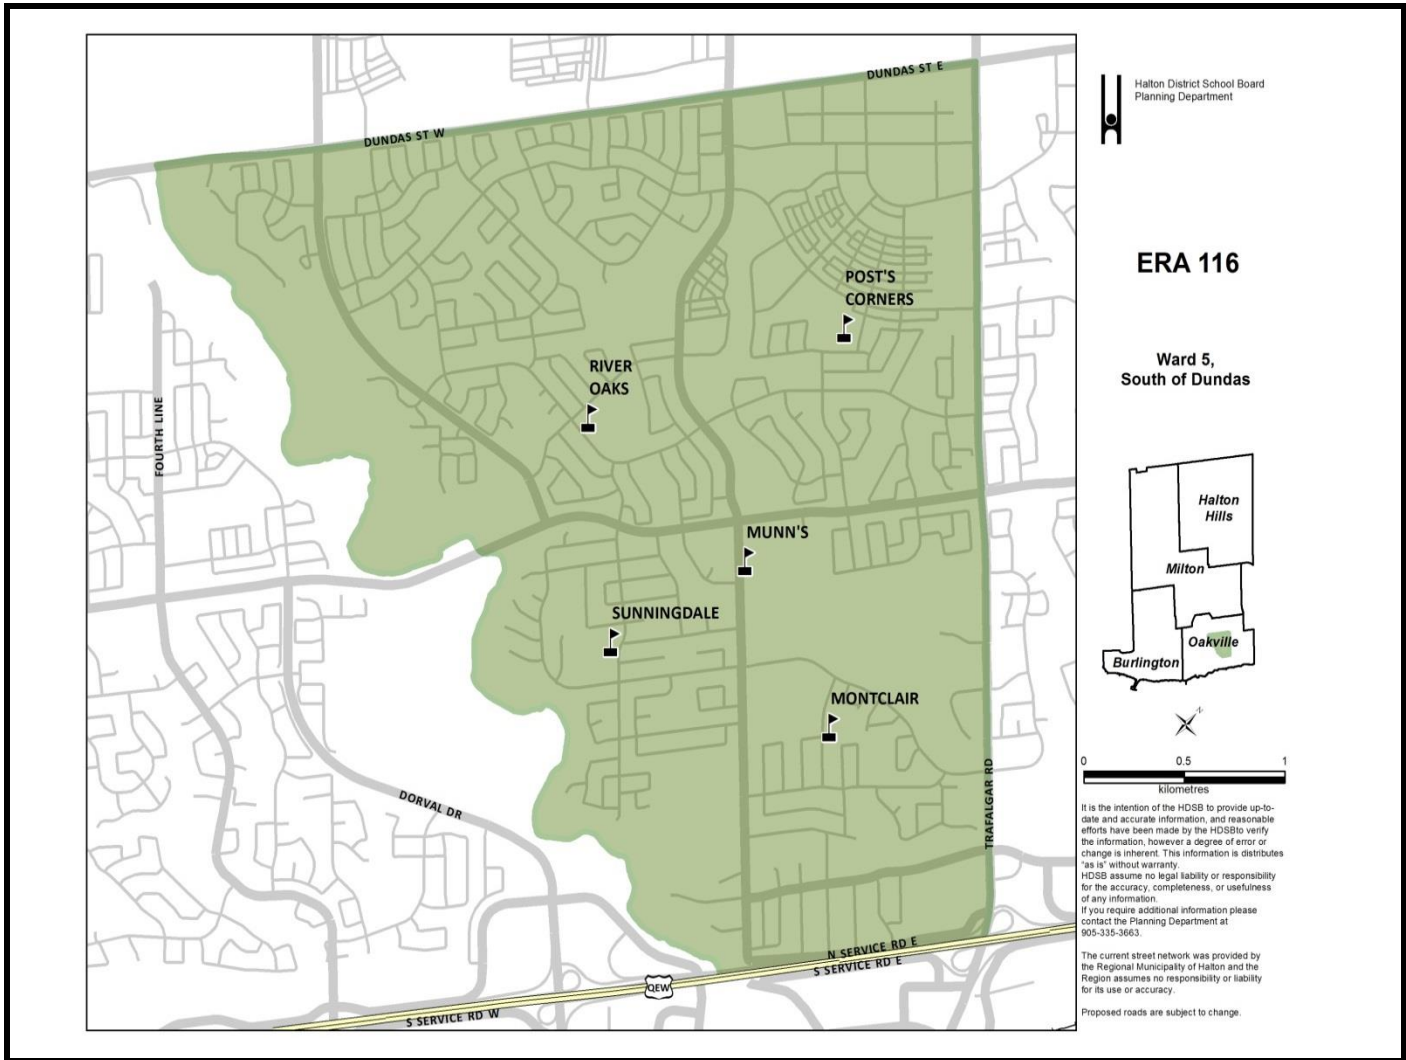 DUNDAS ST E
DUNDAS ST W
POST'S
CORNERS
RIVER
OAKS
FOURTH LINE
MUNN'S
SUNNINGDALE
MONTCLAIR
TRAFALGAR RD
DORVAL DR
N SERVICE RD E
S SERVICE RD E
QEW
S SERVICE RD W
Halton District School Board
Planning Department
ERA 116
Ward 5,
South of Dundas
Halton
Hills
Milton
Oakville
Burlington
N
0 0.5 1
kilometres
It is the intention of the HDSB to provide up-to-
date and accurate information, and reasonable
efforts have been made by the HDSBto verify
the information, however a degree of error or
change is inherent. This information is distributes
"as is" without warranty.
HDSB assume no legal liability or responsibility
for the accuracy, completeness, or usefulness
of any information.
If you require additional information please
contact the Planning Department at
905-335-3663.
The current street network was provided by
the Regional Municipality of Halton and the
Region assumes no responsibility or liability
for its use or accuracy.
Proposed roads are subject to change.